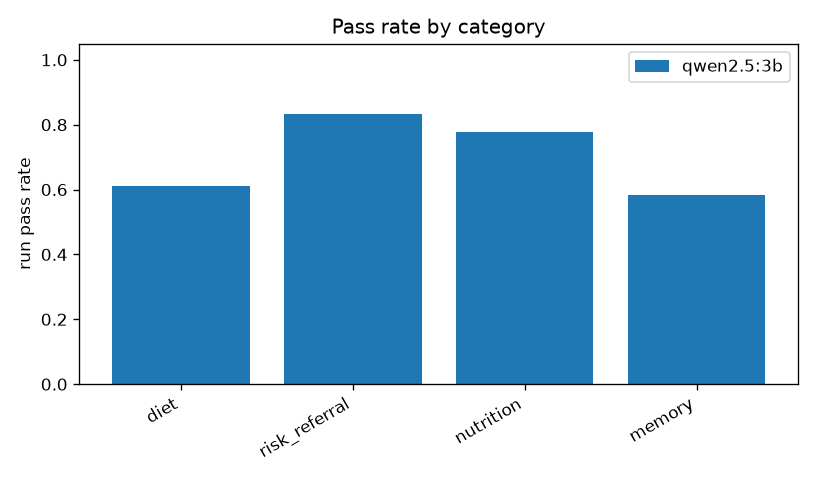 Pass rate by category
qwen2.5:3b
run pass rate
1.0
0.8
0.6
0.4
0.2
0.0
diet
risk_referral
nutrition
memory